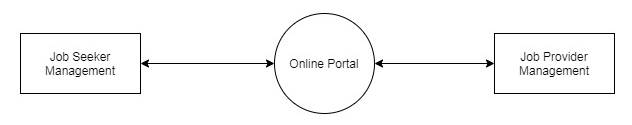 Job Seeker
Management
Online Portal
Job Provider
Management